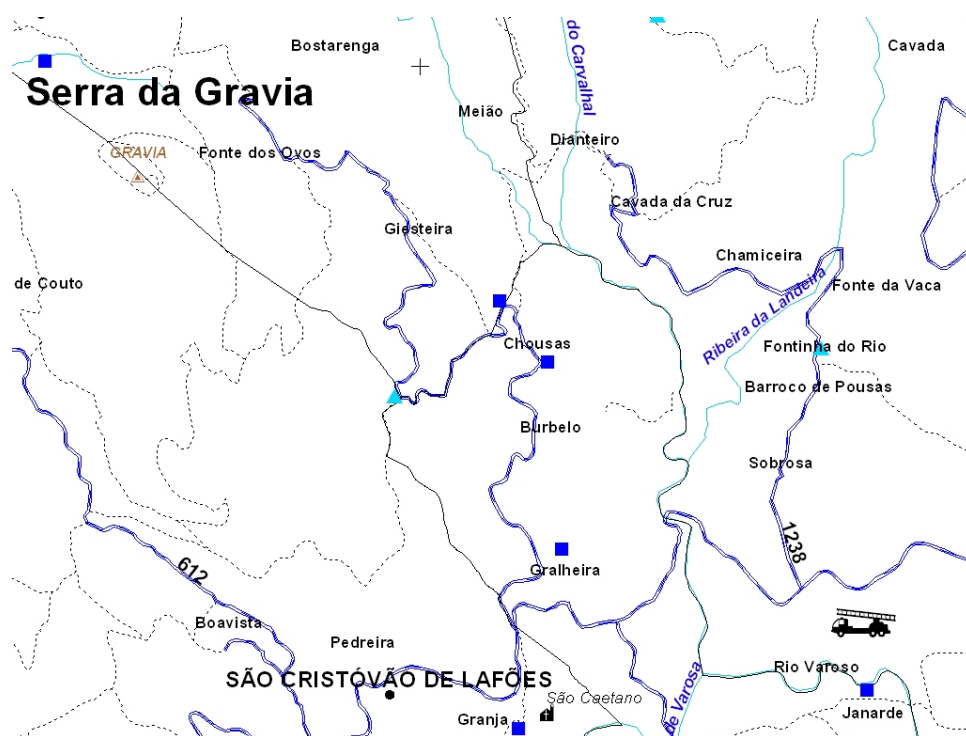 Bostarenga
do Carvalhal
Cavada
Serra da Gravia
Meião
Dianteiro
GRAVIA
Fonte dos Ovos
Cavada da Cruz
Giesteira
Chamiceira
de Couto
Fonte da Vaca
Ribeira da Landeira
Chousas
Fontinha do Rio
Barroco de Pousas
Burbelo
Sobrosa
1238
612
Gralheira
Boavista
Pedreira
Rio Varoso
SÃO CRISTÓVÃO DE LAFÕES
São Caetano
de Varosa
Granja
Janarde